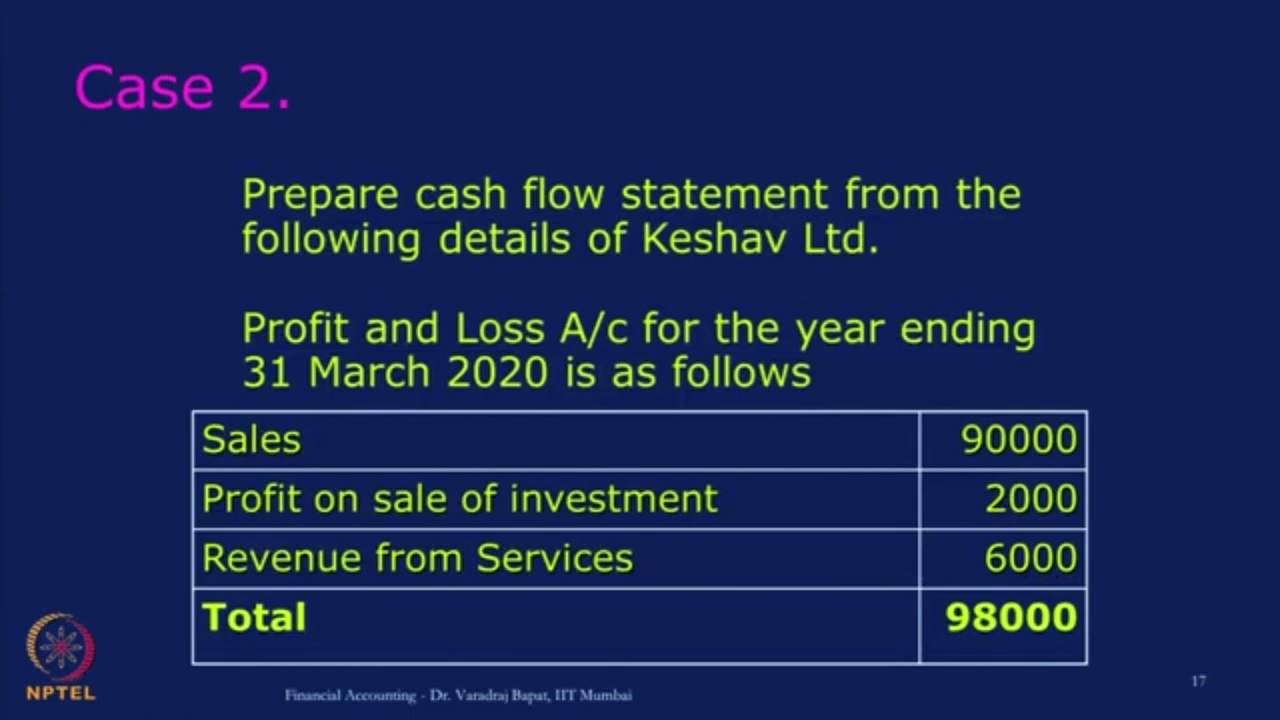 Case 2.
Prepare cash flow statement from the
following details of Keshav Ltd.
Profit and Loss A/c for the year ending
31 March 2020 is as follows
Sales 90000
Profit on sale of investment 2000
Revenue from Services 6000
Total 98000
NPTEL
Financial Accounting - Dr. Varadraj Bapat, IIT Mumbai
17